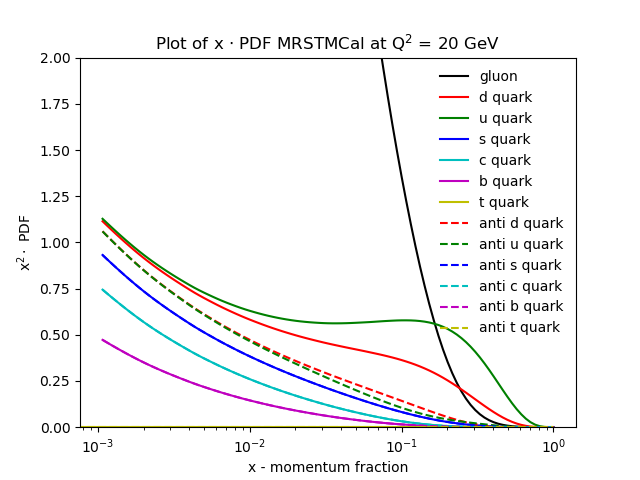 Plot of x · PDF MRSTMCal at Q² = 20 GeV
x² · PDF
2.00
1.75
1.50
1.25
1.00
0.75
0.50
0.25
0.00
gluon
d quark
u quark
s quark
c quark
b quark
t quark
anti d quark
anti u quark
anti s quark
anti c quark
anti b quark
anti t quark
10⁻³
10⁻²
10⁻¹
10⁰
x - momentum fraction